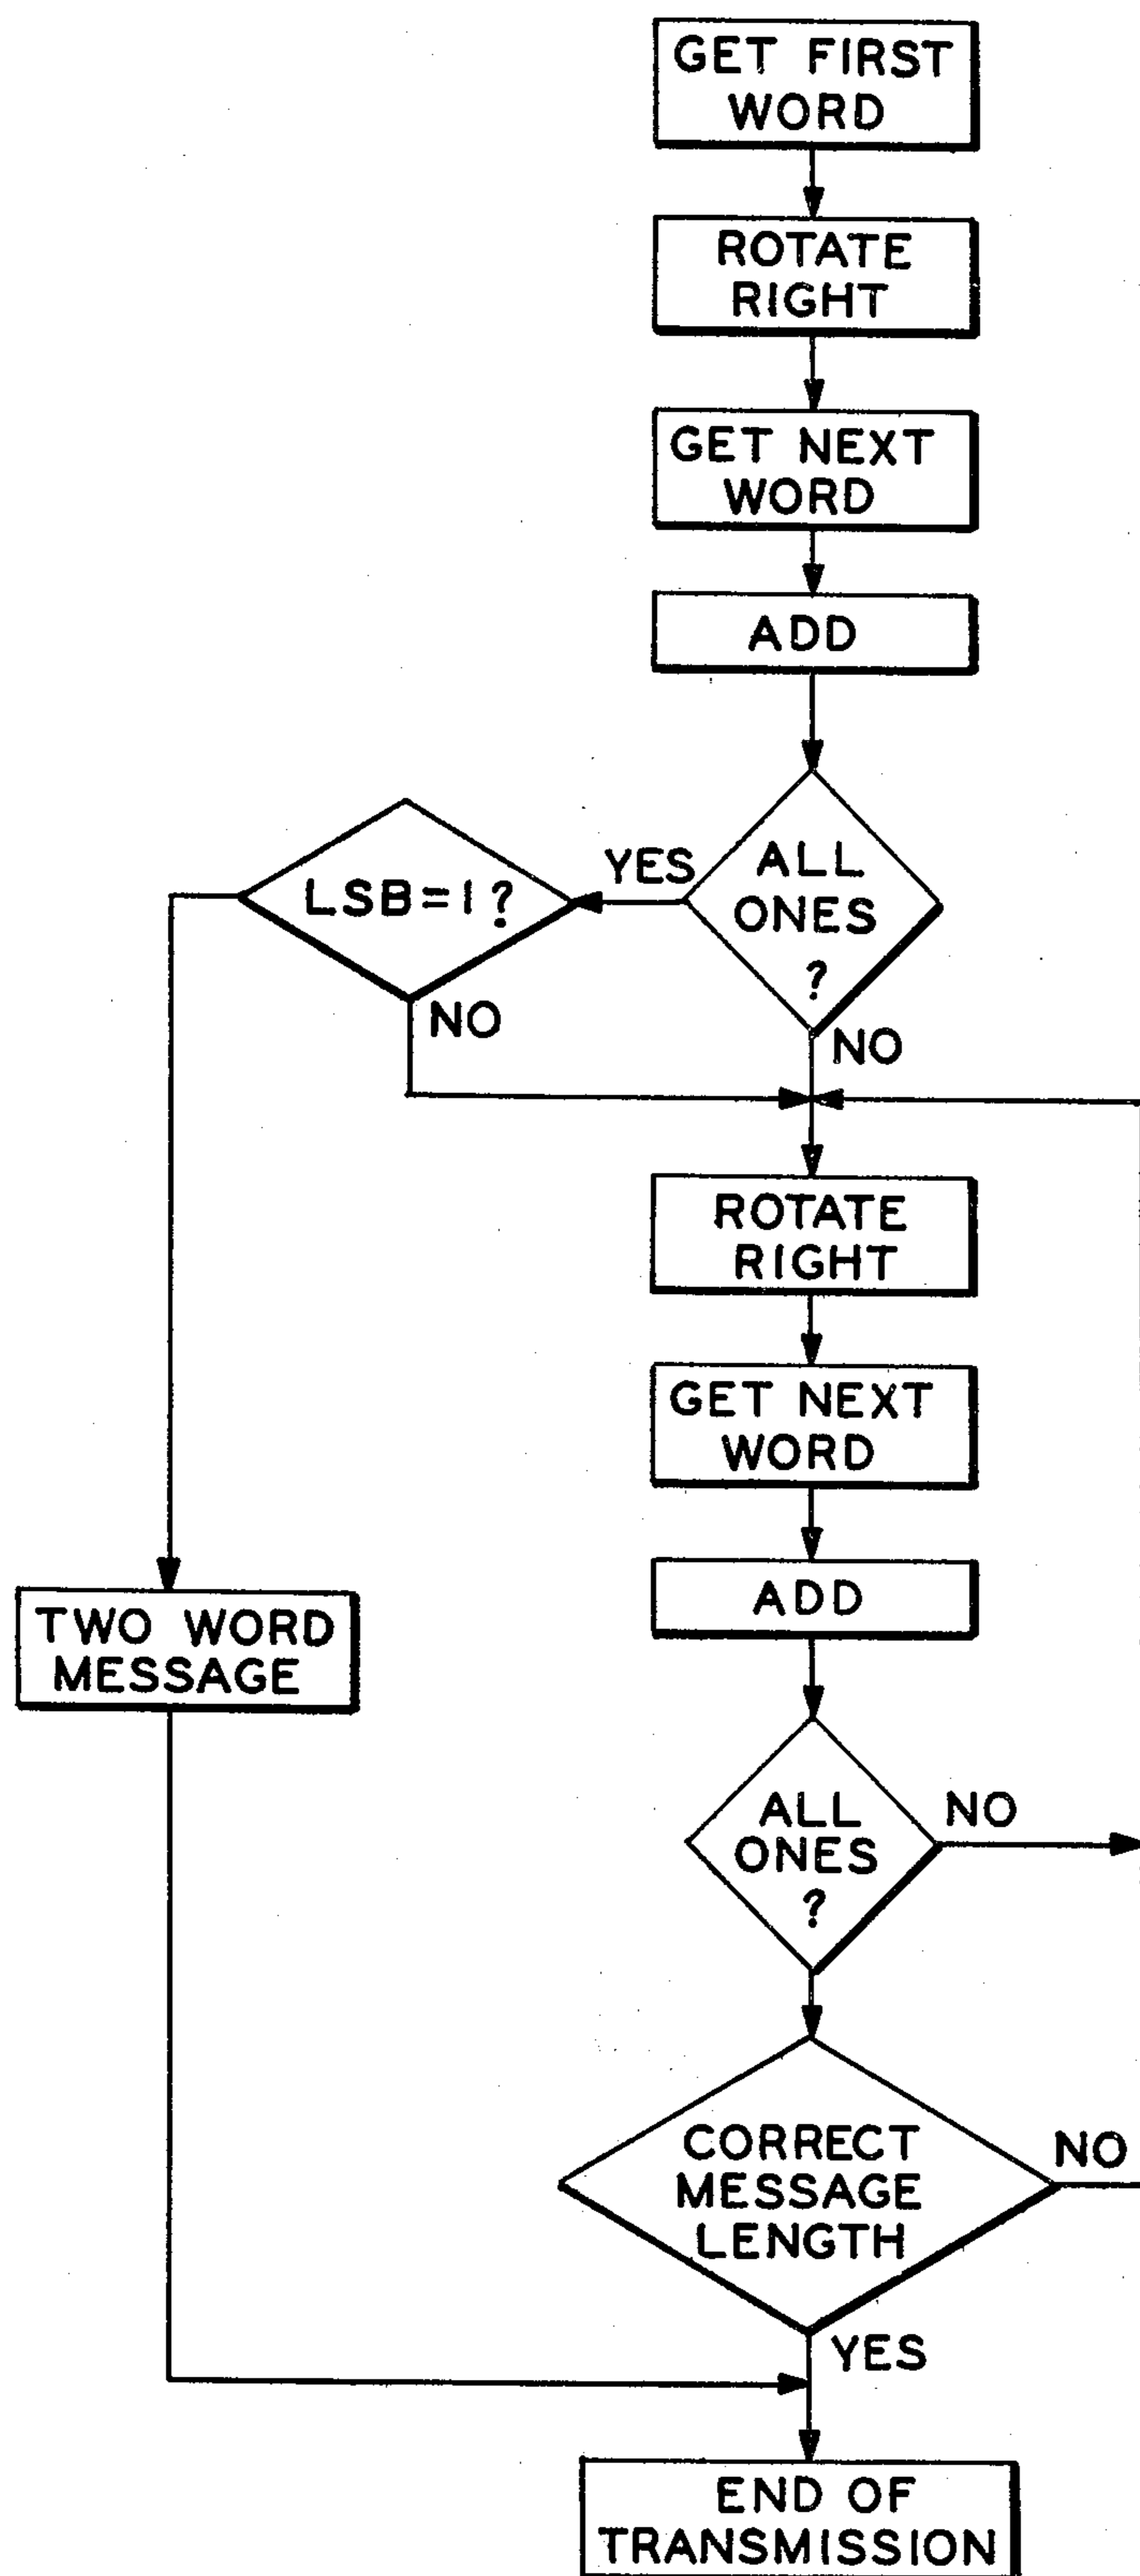 GET FIRST
WORD
ROTATE
RIGHT
GET NEXT
WORD
ADD
ALL
ONES
?
YES
LSB=1?
NO
NO
ROTATE
RIGHT
GET NEXT
WORD
ADD
TWO WORD
MESSAGE
ALL
ONES
?
NO
CORRECT
MESSAGE
LENGTH
NO
YES
END OF
TRANSMISSION